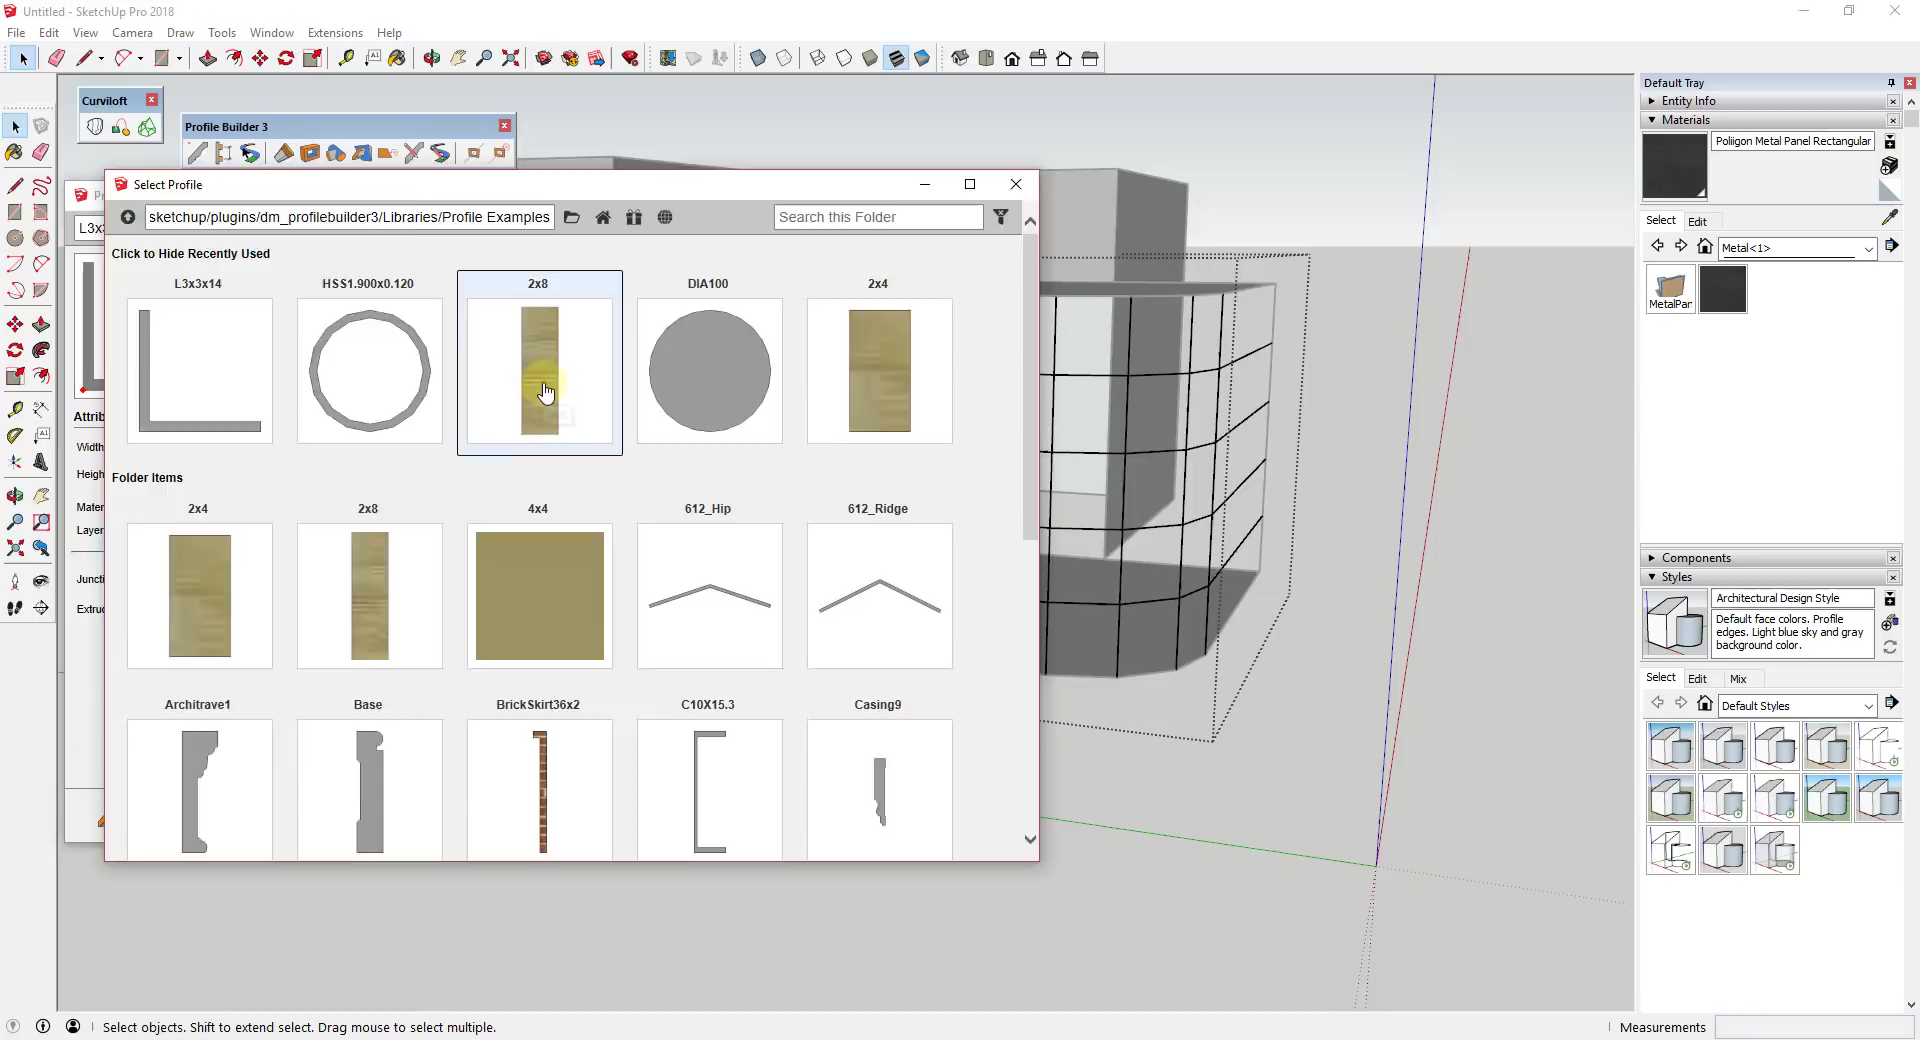 Untitled - SketchUp Pro 2018
File Edit View Camera Draw Tools Window Extensions Help
Curviloft
Profile Builder 3
Select Profile
sketchup/plugins/dm_profilebuilder3/Libraries/Profile Examples
Search this Folder
Click to Hide Recently Used
L3x3x14
HSS1.900x0.120
2x8
DIA100
2x4
Folder Items
2x4
2x8
4x4
612_Hip
612_Ridge
Architrave1
Base
BrickSkirt36x2
C10X15.3
Casing9
L3x
Attrib
Width
Heigh
Mater
Layer
Juncti
Extruc
Default Tray
Entity Info
Materials
Poliigon Metal Panel Rectangular
Select Edit
Metal<1>
MetalPar
Components
Styles
Architectural Design Style
Default face colors. Profile
edges. Light blue sky and gray
background color.
Select Edit Mix
Default Styles
Select objects. Shift to extend select. Drag mouse to select multiple.
Measurements